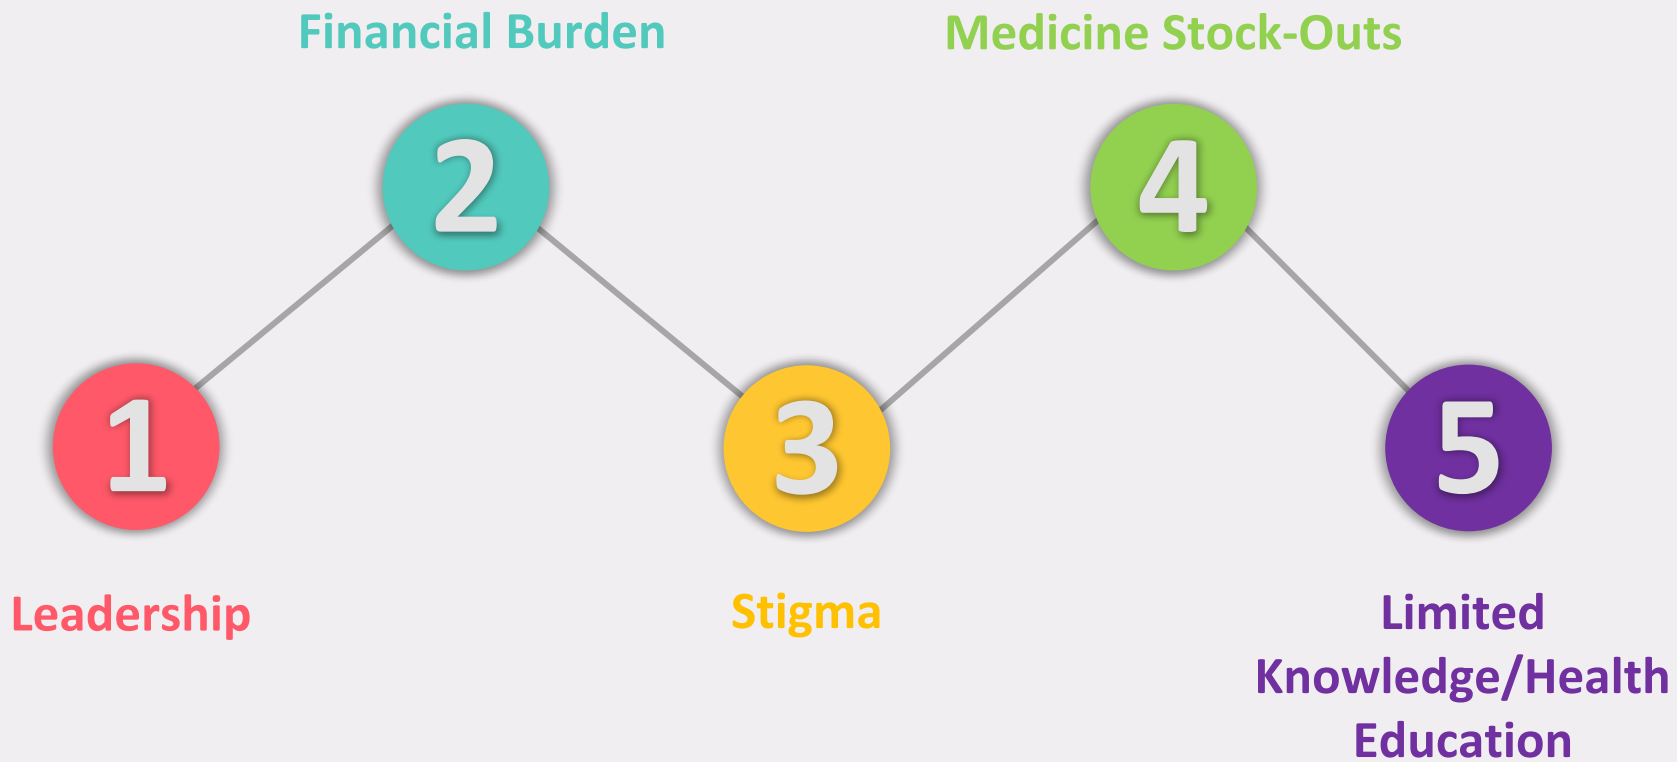 Financial Burden
Medicine Stock-Outs
2
4
1
3
5
Leadership
Stigma
Limited
Knowledge/Health
Education